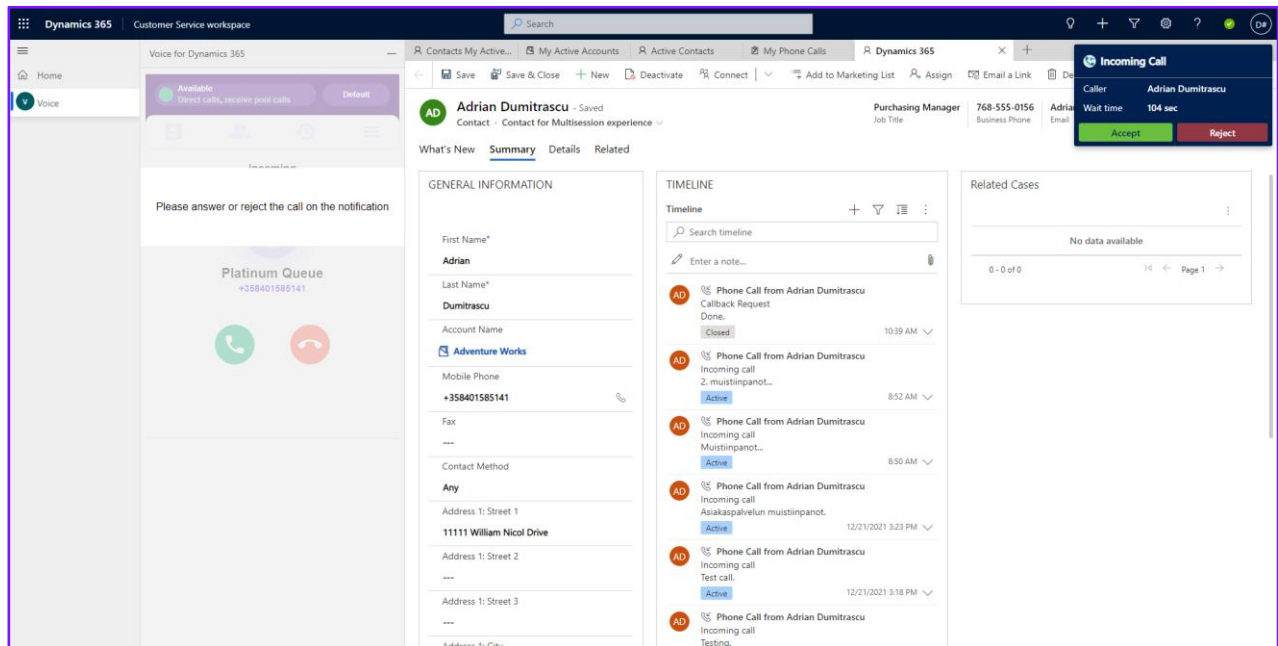 Dynamics 365 Customer Service workspace
Search
D#
Home
V Voice
Voice for Dynamics 365
Available
Direct calls, receive pool calls
Default
Please answer or reject the call on the notification
Platinum Queue
+358401585141
Contacts My Active...
My Active Accounts
Active Contacts
My Phone Calls
Dynamics 365
Save
Save & Close
New
Deactivate
Connect
Add to Marketing List
Assign
Email a Link
De
AD
Adrian Dumitrascu - Saved
Contact · Contact for Multisession experience
Purchasing Manager
Job Title
768-555-0156
Business Phone
Adria
Email
What's New
Summary
Details
Related
Incoming Call
Caller Adrian Dumitrascu
Wait time 104 sec
Accept
Reject
GENERAL INFORMATION
First Name*
Adrian
Last Name*
Dumitrascu
Account Name
Adventure Works
Mobile Phone
+358401585141
Fax
---
Contact Method
Any
Address 1: Street 1
11111 William Nicol Drive
Address 1: Street 2
---
Address 1: Street 3
---
Address 1: City
TIMELINE
Timeline
Search timeline
Enter a note...
AD
Phone Call from Adrian Dumitrascu
Callback Request
Done.
Closed
10:39 AM
AD
Phone Call from Adrian Dumitrascu
Incoming call
2. muistiinpanot...
Active
8:52 AM
AD
Phone Call from Adrian Dumitrascu
Incoming call
Muistiinpanot...
Active
8:50 AM
AD
Phone Call from Adrian Dumitrascu
Incoming call
Asiakaspalvelun muistiinpanot.
Active
12/21/2021 3:23 PM
AD
Phone Call from Adrian Dumitrascu
Incoming call
Test call.
Active
12/21/2021 3:18 PM
AD
Phone Call from Adrian Dumitrascu
Incoming call
Testing.
Related Cases
No data available
0 - 0 of 0
Page 1